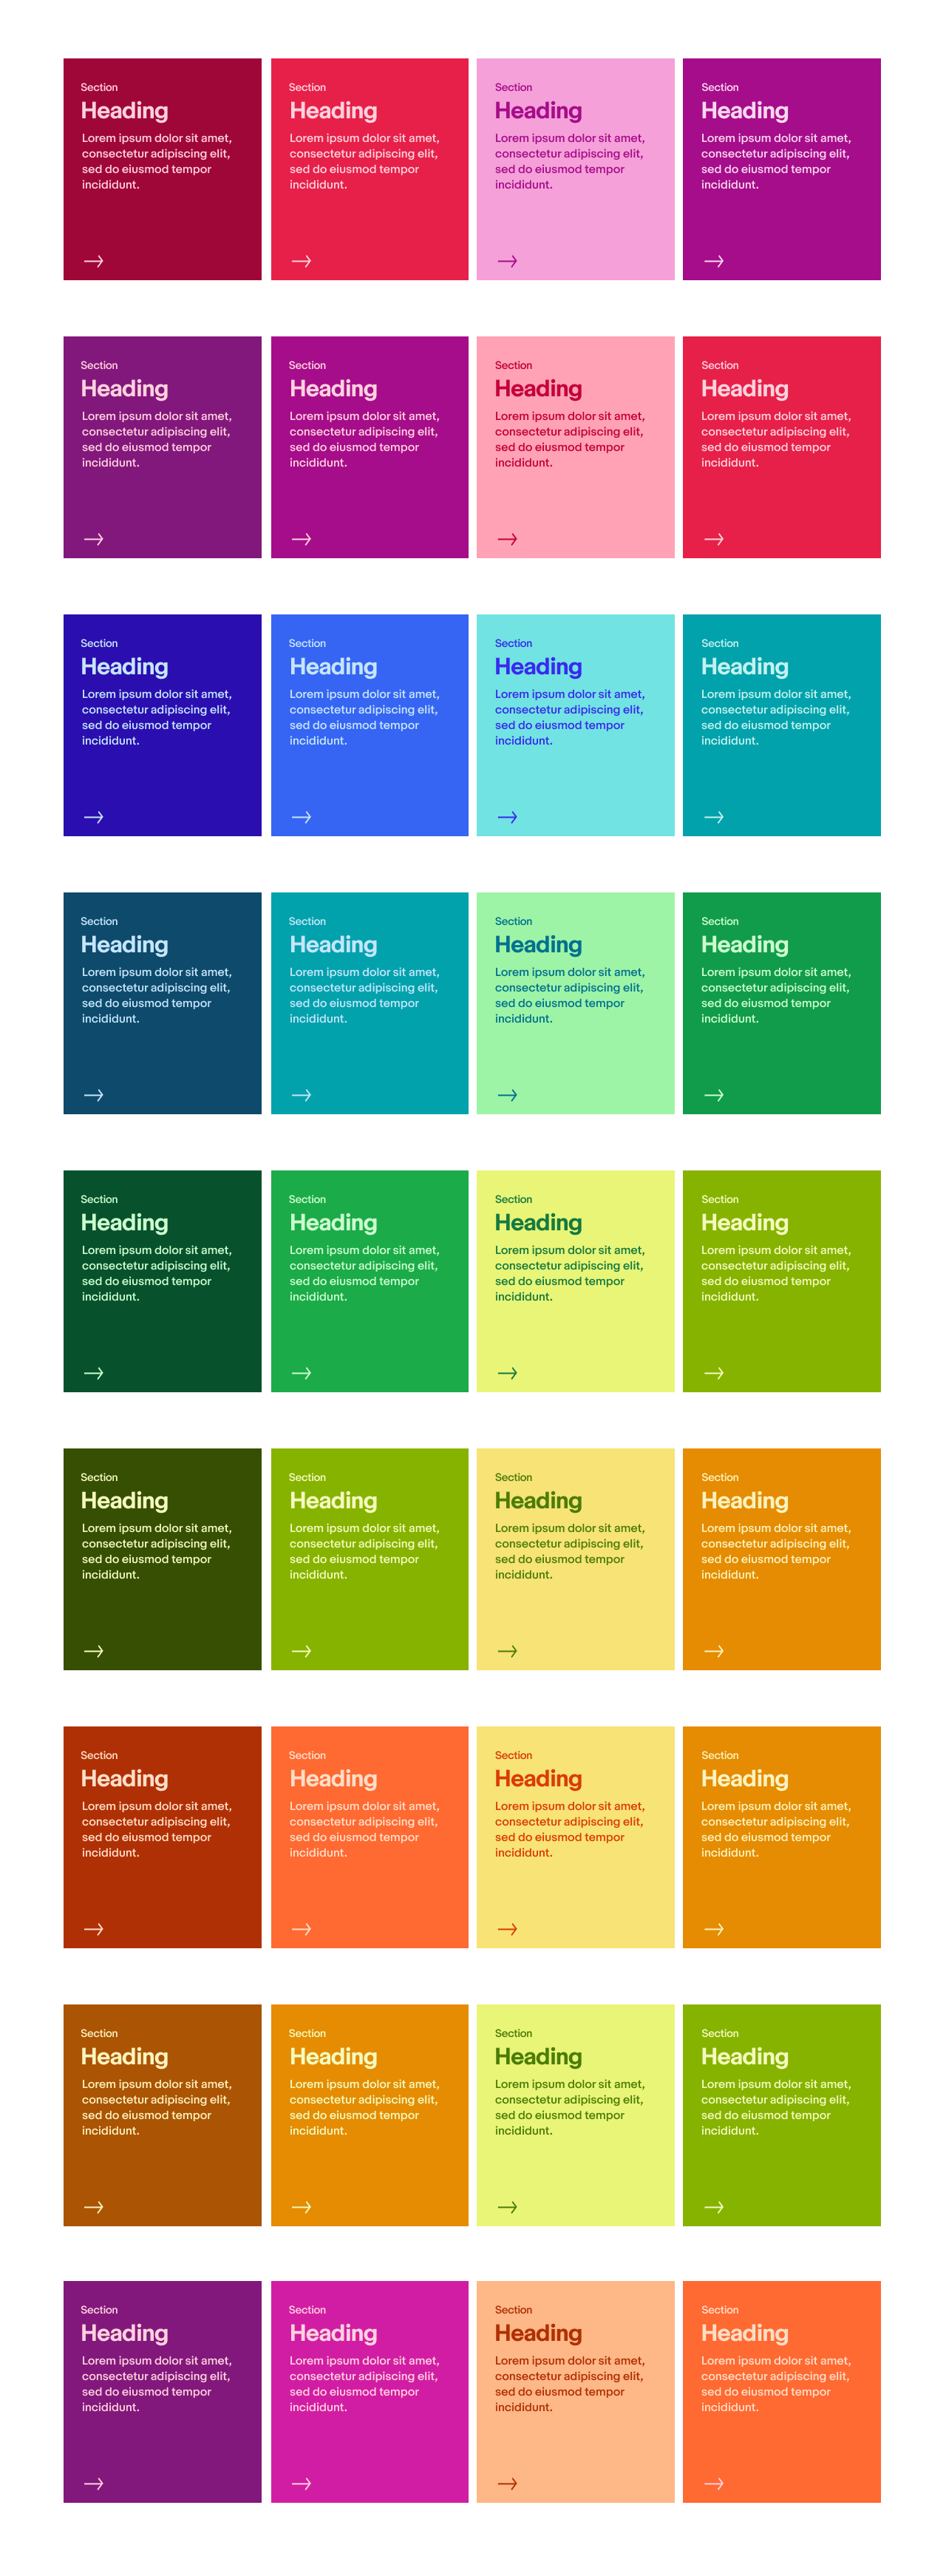 Section
Heading
Lorem ipsum dolor sit amet,
consectetur adipiscing elit,
sed do eiusmod tempor
incididunt.
Section
Heading
Lorem ipsum dolor sit amet,
consectetur adipiscing elit,
sed do eiusmod tempor
incididunt.
Section
Heading
Lorem ipsum dolor sit amet,
consectetur adipiscing elit,
sed do eiusmod tempor
incididunt.
Section
Heading
Lorem ipsum dolor sit amet,
consectetur adipiscing elit,
sed do eiusmod tempor
incididunt.
Section
Heading
Lorem ipsum dolor sit amet,
consectetur adipiscing elit,
sed do eiusmod tempor
incididunt.
Section
Heading
Lorem ipsum dolor sit amet,
consectetur adipiscing elit,
sed do eiusmod tempor
incididunt.
Section
Heading
Lorem ipsum dolor sit amet,
consectetur adipiscing elit,
sed do eiusmod tempor
incididunt.
Section
Heading
Lorem ipsum dolor sit amet,
consectetur adipiscing elit,
sed do eiusmod tempor
incididunt.
Section
Heading
Lorem ipsum dolor sit amet,
consectetur adipiscing elit,
sed do eiusmod tempor
incididunt.
Section
Heading
Lorem ipsum dolor sit amet,
consectetur adipiscing elit,
sed do eiusmod tempor
incididunt.
Section
Heading
Lorem ipsum dolor sit amet,
consectetur adipiscing elit,
sed do eiusmod tempor
incididunt.
Section
Heading
Lorem ipsum dolor sit amet,
consectetur adipiscing elit,
sed do eiusmod tempor
incididunt.
Section
Heading
Lorem ipsum dolor sit amet,
consectetur adipiscing elit,
sed do eiusmod tempor
incididunt.
Section
Heading
Lorem ipsum dolor sit amet,
consectetur adipiscing elit,
sed do eiusmod tempor
incididunt.
Section
Heading
Lorem ipsum dolor sit amet,
consectetur adipiscing elit,
sed do eiusmod tempor
incididunt.
Section
Heading
Lorem ipsum dolor sit amet,
consectetur adipiscing elit,
sed do eiusmod tempor
incididunt.
Section
Heading
Lorem ipsum dolor sit amet,
consectetur adipiscing elit,
sed do eiusmod tempor
incididunt.
Section
Heading
Lorem ipsum dolor sit amet,
consectetur adipiscing elit,
sed do eiusmod tempor
incididunt.
Section
Heading
Lorem ipsum dolor sit amet,
consectetur adipiscing elit,
sed do eiusmod tempor
incididunt.
Section
Heading
Lorem ipsum dolor sit amet,
consectetur adipiscing elit,
sed do eiusmod tempor
incididunt.
Section
Heading
Lorem ipsum dolor sit amet,
consectetur adipiscing elit,
sed do eiusmod tempor
incididunt.
Section
Heading
Lorem ipsum dolor sit amet,
consectetur adipiscing elit,
sed do eiusmod tempor
incididunt.
Section
Heading
Lorem ipsum dolor sit amet,
consectetur adipiscing elit,
sed do eiusmod tempor
incididunt.
Section
Heading
Lorem ipsum dolor sit amet,
consectetur adipiscing elit,
sed do eiusmod tempor
incididunt.
Section
Heading
Lorem ipsum dolor sit amet,
consectetur adipiscing elit,
sed do eiusmod tempor
incididunt.
Section
Heading
Lorem ipsum dolor sit amet,
consectetur adipiscing elit,
sed do eiusmod tempor
incididunt.
Section
Heading
Lorem ipsum dolor sit amet,
consectetur adipiscing elit,
sed do eiusmod tempor
incididunt.
Section
Heading
Lorem ipsum dolor sit amet,
consectetur adipiscing elit,
sed do eiusmod tempor
incididunt.
Section
Heading
Lorem ipsum dolor sit amet,
consectetur adipiscing elit,
sed do eiusmod tempor
incididunt.
Section
Heading
Lorem ipsum dolor sit amet,
consectetur adipiscing elit,
sed do eiusmod tempor
incididunt.
Section
Heading
Lorem ipsum dolor sit amet,
consectetur adipiscing elit,
sed do eiusmod tempor
incididunt.
Section
Heading
Lorem ipsum dolor sit amet,
consectetur adipiscing elit,
sed do eiusmod tempor
incididunt.
Section
Heading
Lorem ipsum dolor sit amet,
consectetur adipiscing elit,
sed do eiusmod tempor
incididunt.
Section
Heading
Lorem ipsum dolor sit amet,
consectetur adipiscing elit,
sed do eiusmod tempor
incididunt.
Section
Heading
Lorem ipsum dolor sit amet,
consectetur adipiscing elit,
sed do eiusmod tempor
incididunt.
Section
Heading
Lorem ipsum dolor sit amet,
consectetur adipiscing elit,
sed do eiusmod tempor
incididunt.